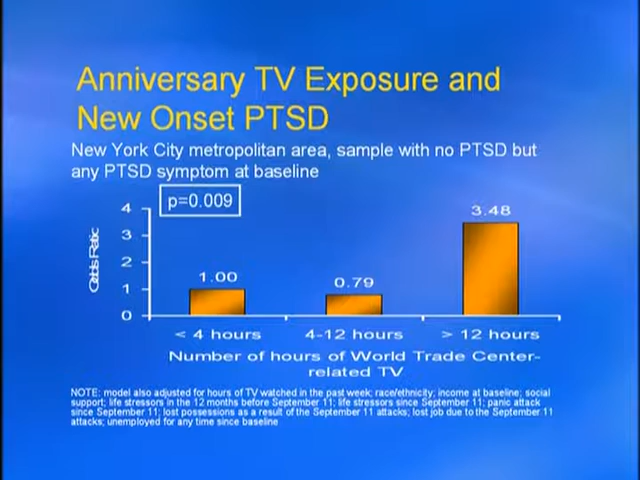 Anniversary TV Exposure and
New Onset PTSD
New York City metropolitan area, sample with no PTSD but
any PTSD symptom at baseline
p=0.009
Odds Ratio
4
3
2
1
0
1.00
0.79
3.48
< 4 hours
4-12 hours
> 12 hours
Number of hours of World Trade Center-
related TV
NOTE: model also adjusted for hours of TV watched in the past week; race/ethnicity; income at baseline; social
support; life stressors in the 12 months before September 11; life stressors since September 11; panic attack
since September 11; lost possessions as a result of the September 11 attacks; lost job due to the September 11
attacks; unemployed for any time since baseline